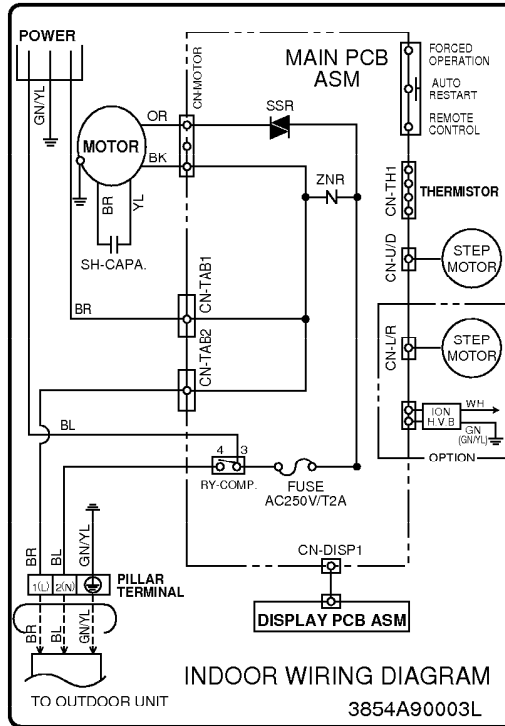 POWER
GN/YL
MOTOR
OR
BK
BR
YL
SH-CAPA.
CN-MOTOR
MAIN PCB
ASM
SSR
ZNR
FORCED
OPERATION
AUTO
RESTART
REMOTE
CONTROL
CN-TH1
THERMISTOR
CN-U/D
STEP
MOTOR
CN-L/R
STEP
MOTOR
ION
H.V.B
WH
GN
(GN/YL)
OPTION
CN-TAB1
BR
CN-TAB2
BL
4 3
RY-COMP.
FUSE
AC250V/T2A
BR
BL
GN/YL
1(L) 2(N)
PILLAR
TERMINAL
BR
BL
GN/YL
TO OUTDOOR UNIT
CN-DISP1
DISPLAY PCB ASM
INDOOR WIRING DIAGRAM
3854A90003L